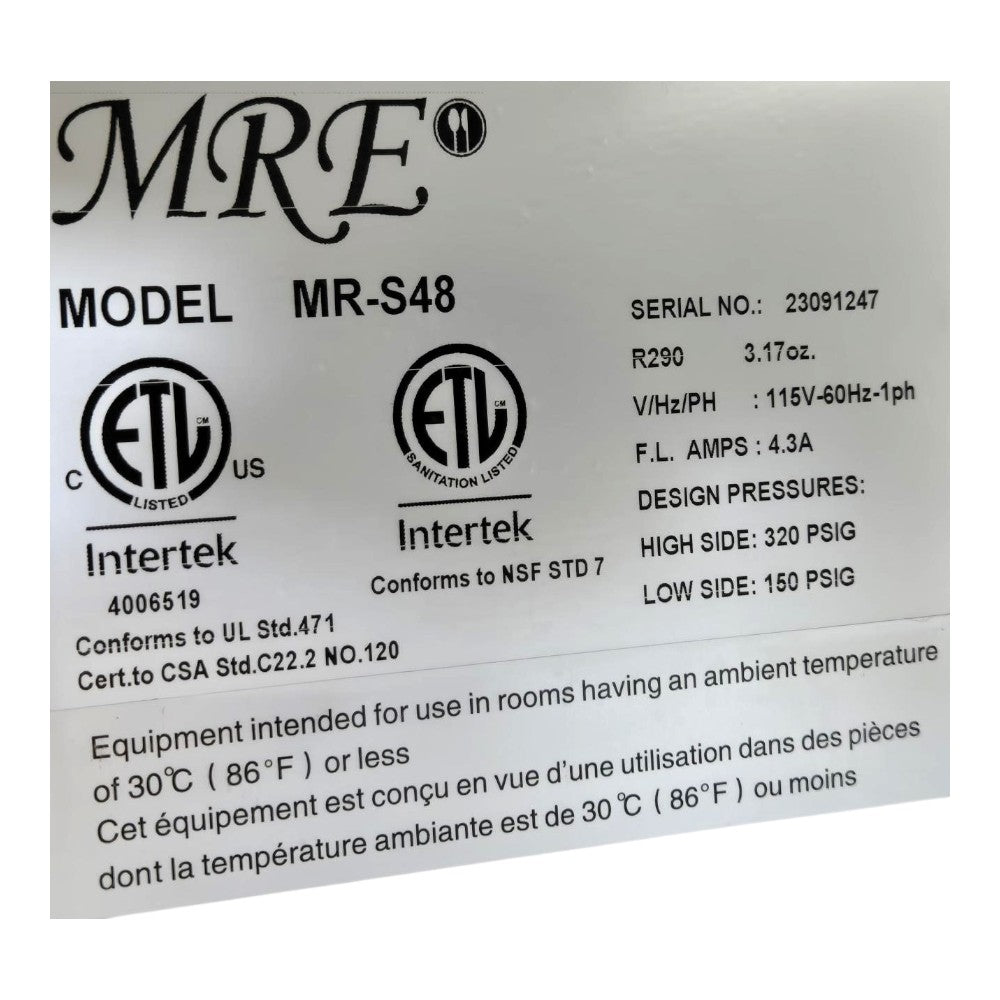 MRE
MODEL MR-S48
C ETL CM US
LISTED
Intertek
4006519
Conforms to UL Std.471
Cert.to CSA Std.C22.2 NO.120
ETL CM
SANITATION LISTED
Intertek
Conforms to NSF STD 7
SERIAL NO.: 23091247
R290 3.17oz.
V/Hz/PH : 115V-60Hz-1ph
F.L. AMPS : 4.3A
DESIGN PRESSURES:
HIGH SIDE: 320 PSIG
LOW SIDE: 150 PSIG
Equipment intended for use in rooms having an ambient temperature
of 30℃ ( 86°F ) or less
Cet équipement est conçu en vue d'une utilisation dans des pièces
dont la température ambiante est de 30 ℃ ( 86°F ) ou moins